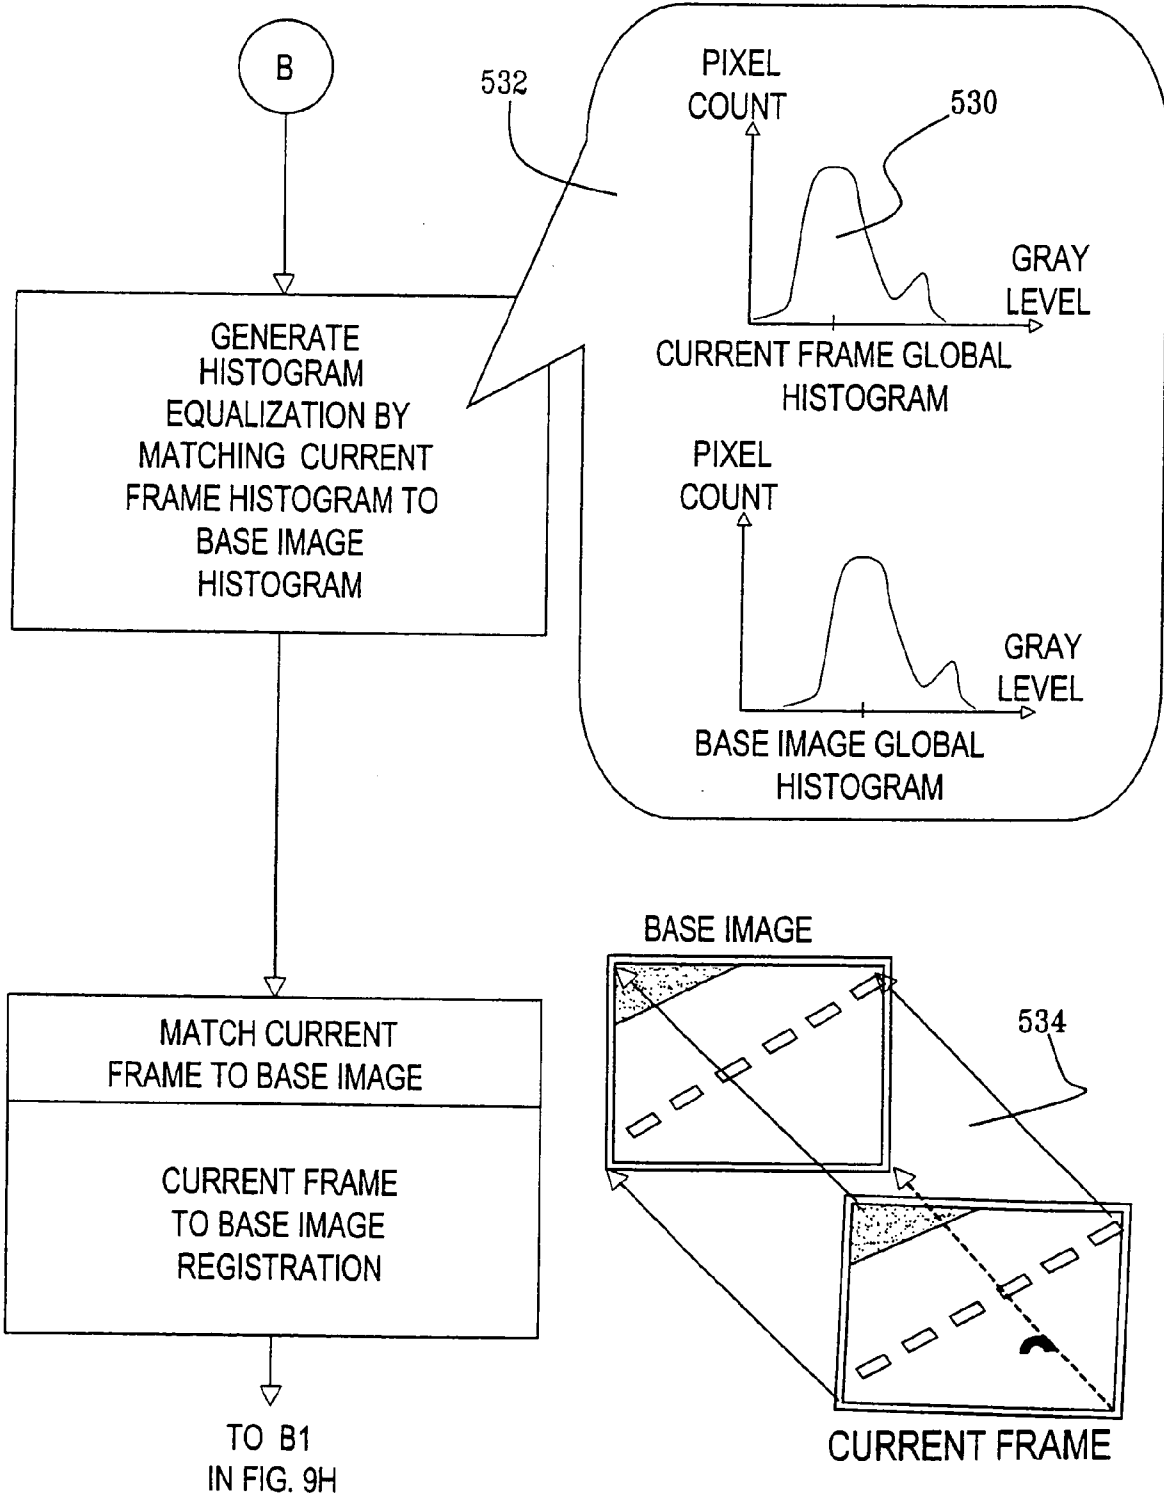 B
532
PIXEL
COUNT
530
GRAY
LEVEL
CURRENT FRAME GLOBAL
HISTOGRAM
GENERATE
HISTOGRAM
EQUALIZATION BY
MATCHING CURRENT
FRAME HISTOGRAM TO
BASE IMAGE
HISTOGRAM
PIXEL
COUNT
GRAY
LEVEL
BASE IMAGE GLOBAL
HISTOGRAM
BASE IMAGE
534
MATCH CURRENT
FRAME TO BASE IMAGE
CURRENT FRAME
TO BASE IMAGE
REGISTRATION
CURRENT FRAME
TO B1
IN FIG. 9H